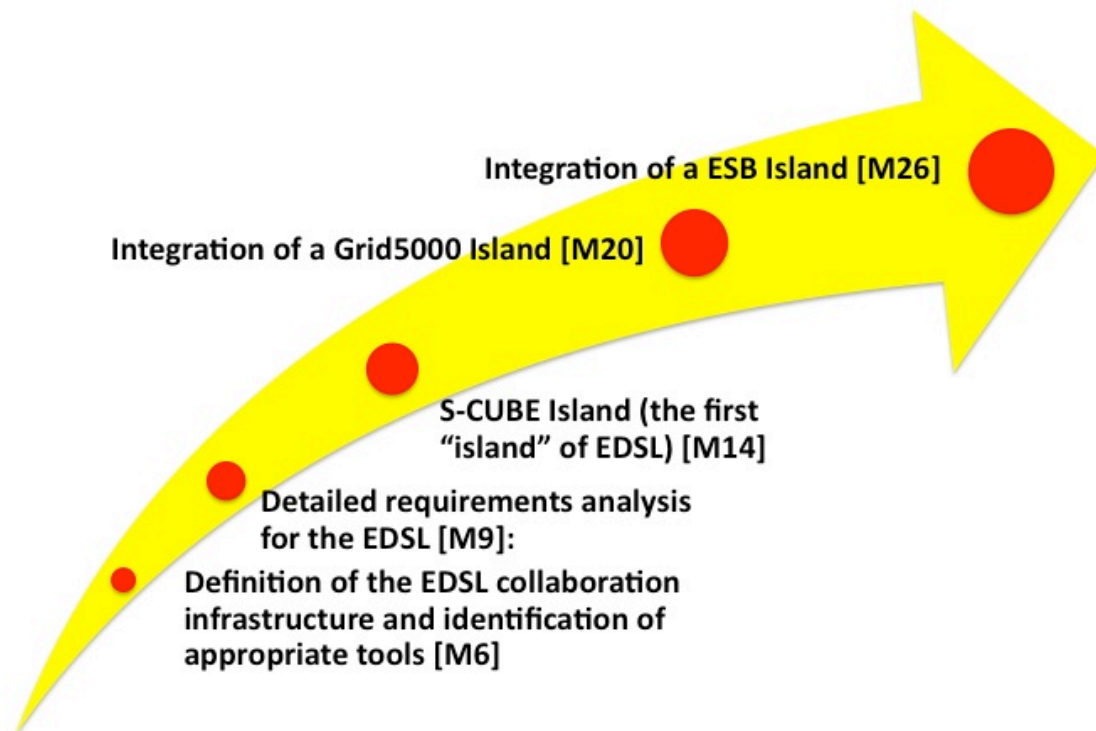 Integration of a ESB Island [M26]
Integration of a Grid5000 Island [M20]
S-CUBE Island (the first
“island” of EDSL) [M14]
Detailed requirements analysis
for the EDSL [M9]:
Definition of the EDSL collaboration
infrastructure and identification of
appropriate tools [M6]